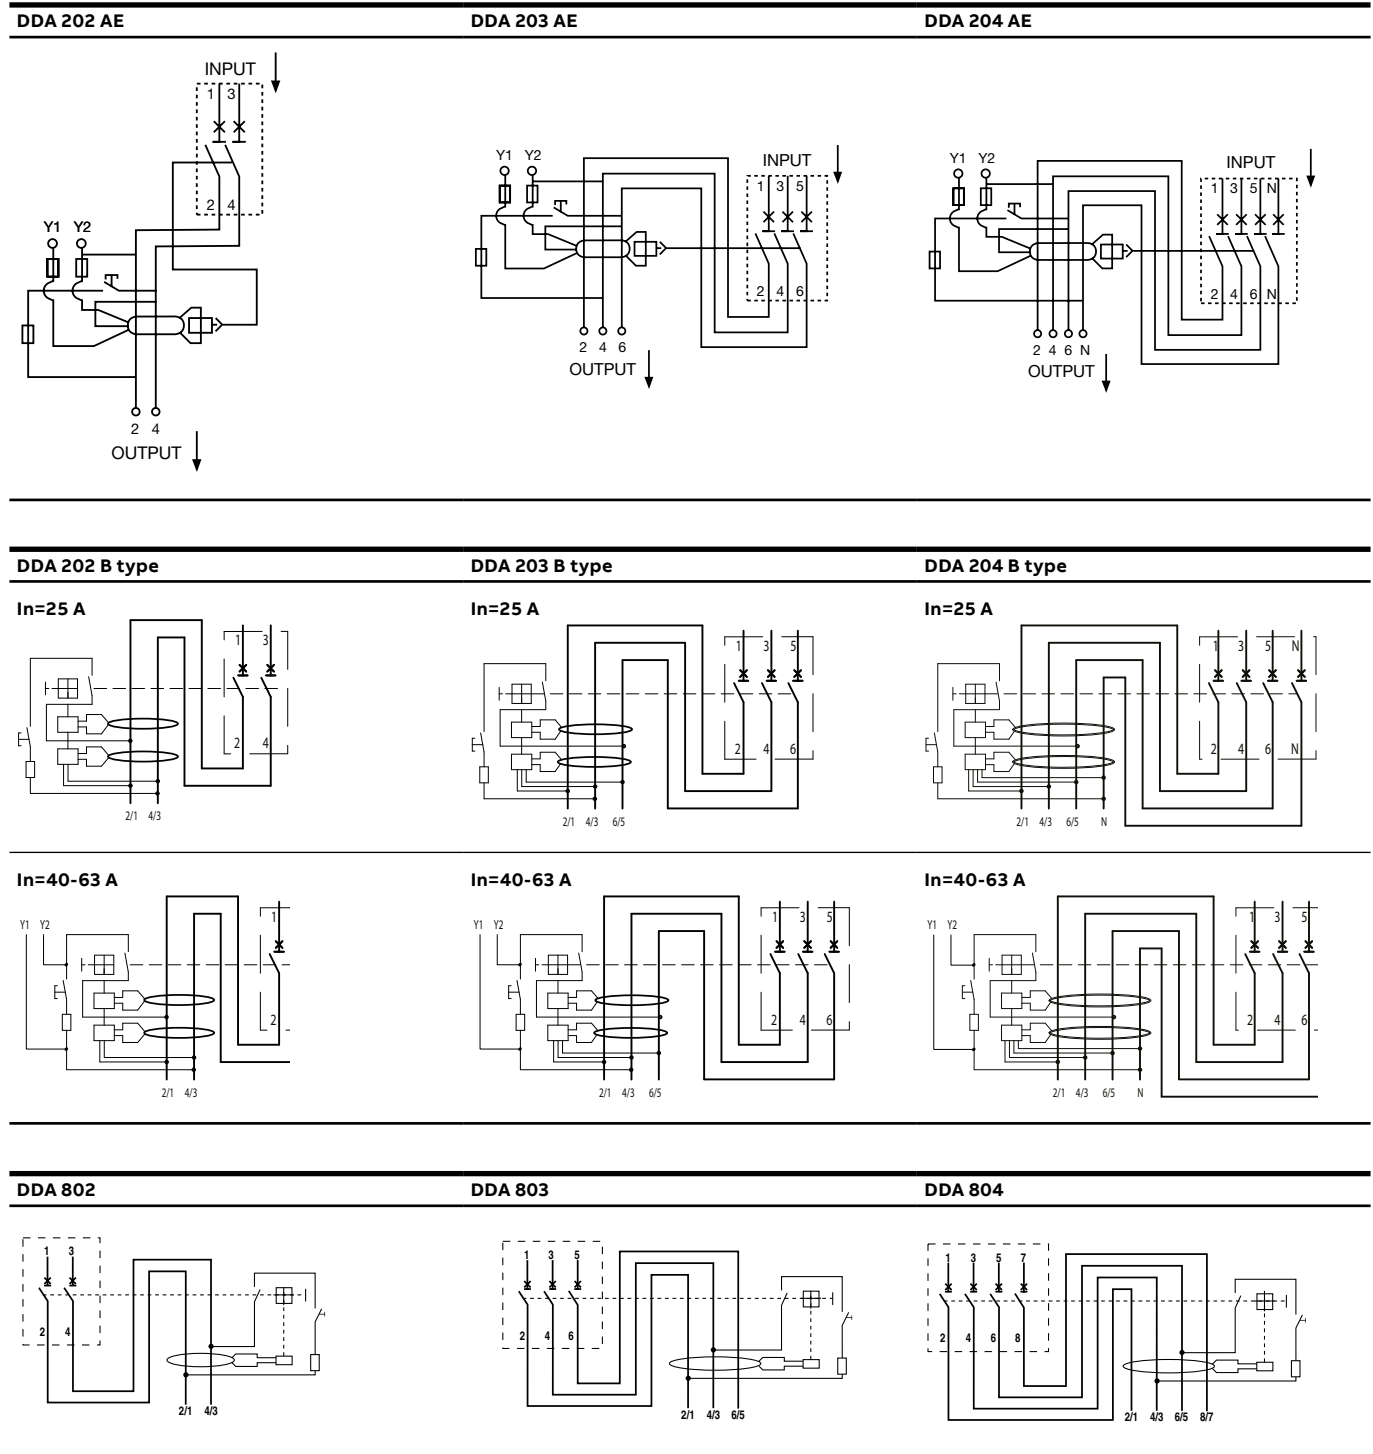 DDA 202 AE
DDA 203 AE
DDA 204 AE
INPUT
1 3
2 4
Y1 Y2
2 4
OUTPUT
Y1 Y2
INPUT
1 3 5
2 4 6
2 4 6
OUTPUT
Y1 Y2
INPUT
1 3 5 N
2 4 6 N
2 4 6 N
OUTPUT
DDA 202 B type
DDA 203 B type
DDA 204 B type
In=25 A
1 3
2 4
2/1 4/3
In=25 A
1 3 5
2 4 6
2/1 4/3 6/5
In=25 A
1 3 5 N
2 4 6 N
2/1 4/3 6/5 N
In=40-63 A
Y1 Y2
1
2
2/1 4/3
In=40-63 A
Y1 Y2
1 3 5
2 4 6
2/1 4/3 6/5
In=40-63 A
Y1 Y2
1 3 5
2 4 6
2/1 4/3 6/5 N
DDA 802
DDA 803
DDA 804
1 3
2 4
2/1 4/3
1 3 5
2 4 6
2/1 4/3 6/5
1 3 5 7
2 4 6 8
2/1 4/3 6/5 8/7